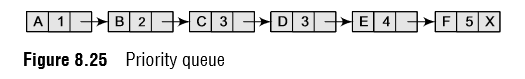 A 1 B 2 C 3 D 3 E 4 F 5 X
Figure 8.25 Priority queue